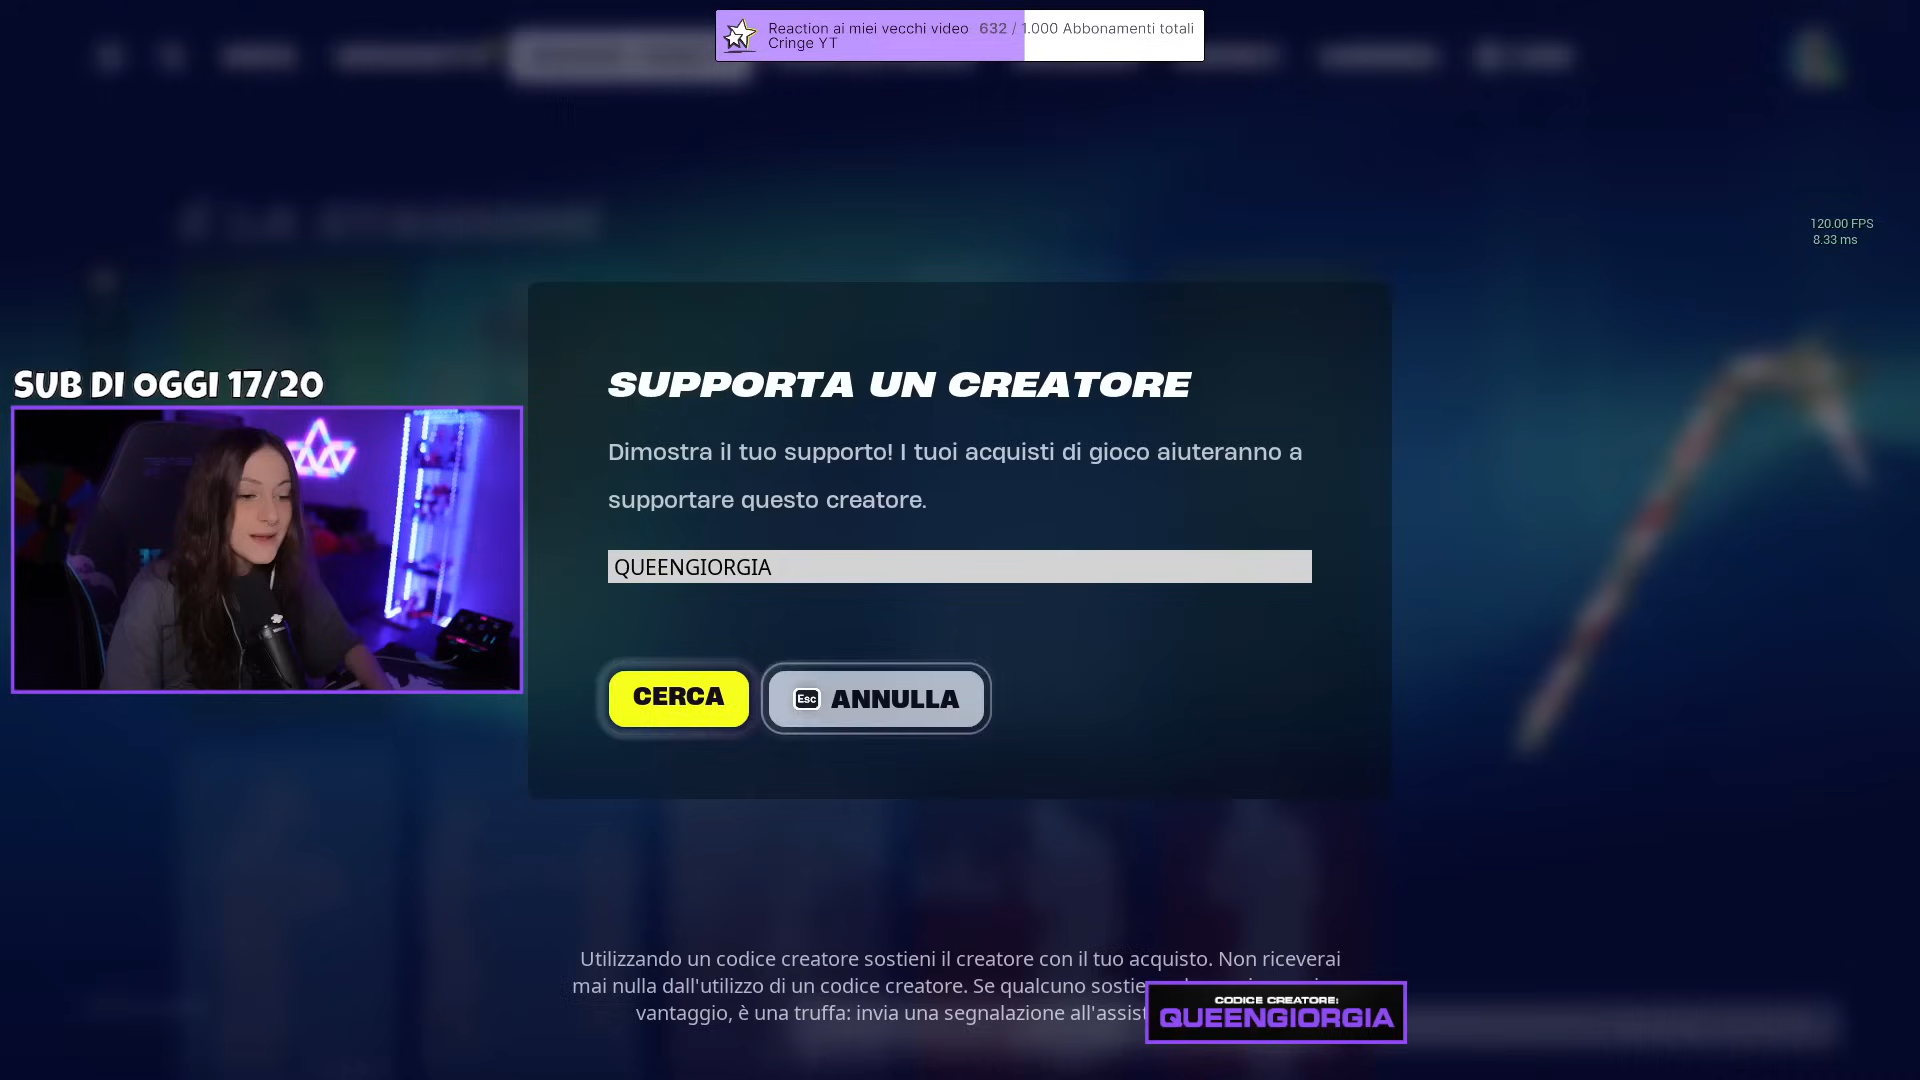 Reaction ai miei vecchi video 632 / 1.000 Abbonamenti totali
Cringe YT
120.00 FPS
8.33 ms
SUPPORTA UN CREATORE
SUB DI OGGI 17/20
Dimostra il tuo supporto! I tuoi acquisti di gioco aiuteranno a
supportare questo creatore.
QUEENGIORGIA
CERCA
Esc ANNULLA
Utilizzando un codice creatore sostieni il creatore con il tuo acquisto. Non riceverai
mai nulla dall'utilizzo di un codice creatore. Se qualcuno
vantaggio, è una truffa: invia una segnalazione
CODICE CREATORE:
QUEENGIORGIA